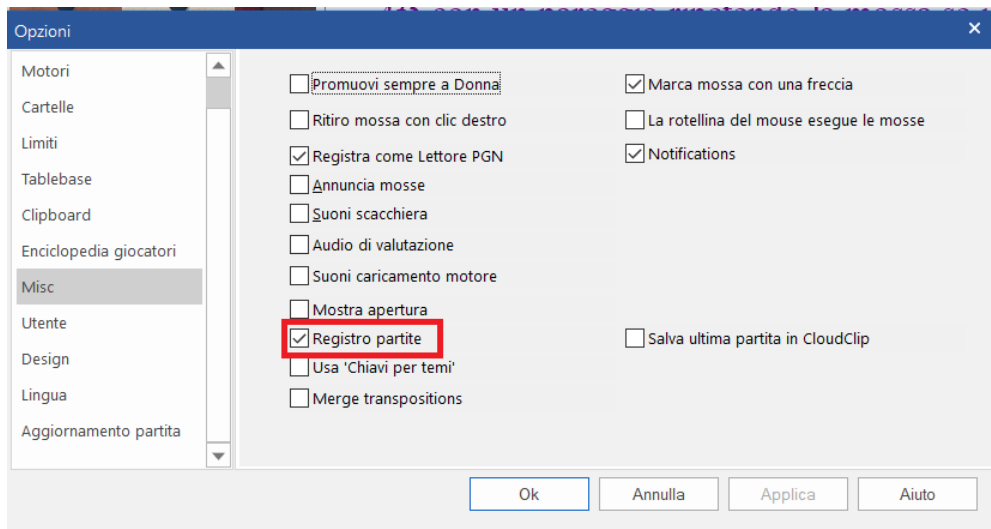 Opzioni
Motori
Cartelle
Limiti
Tablebase
Clipboard
Enciclopedia giocatori
Misc
Utente
Design
Lingua
Aggiornamento partita
Promuovi sempre a Donna
Ritiro mossa con clic destro
Registra come Lettore PGN
Annuncia mosse
Suoni scacchiera
Audio di valutazione
Suoni caricamento motore
Mostra apertura
Registro partite
Usa 'Chiavi per temi'
Merge transpositions
Marca mossa con una freccia
La rotellina del mouse esegue le mosse
Notifications
Salva ultima partita in CloudClip
Ok
Annulla
Applica
Aiuto